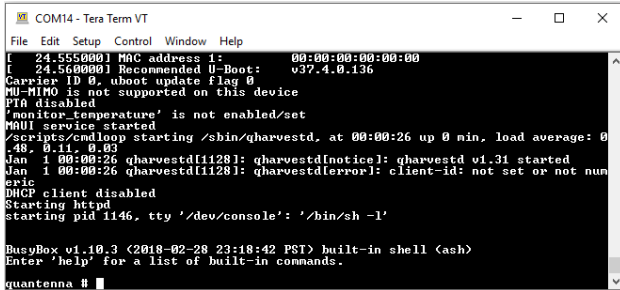 COM14 - Tera Term VT
File Edit Setup Control Window Help
[   24.555000] MAC address 1:          00:00:00:00:00:00
[   24.560000] Recommended U-Boot:     v37.4.0.136
Carrier ID 0, uboot update flag 0
MU-MIMO is not supported on this device
PTA disabled
'monitor_temperature' is not enabled/set
MAUI service started
/scripts/cmdloop starting /sbin/qharvestd, at 00:00:26 up 0 min, load average: 0
.48, 0.11, 0.03
Jan  1 00:00:26 qharvestd[1128]: qharvestd[notice]: qharvestd v1.31 started
Jan  1 00:00:26 qharvestd[1128]: qharvestd[error]: client-id: not set or not num
eric
DHCP client disabled
Starting httpd
starting pid 1146, tty '/dev/console': '/bin/sh -l'
BusyBox v1.10.3 (2018-02-28 23:18:42 PST) built-in shell (ash)
Enter 'help' for a list of built-in commands.
quantenna #